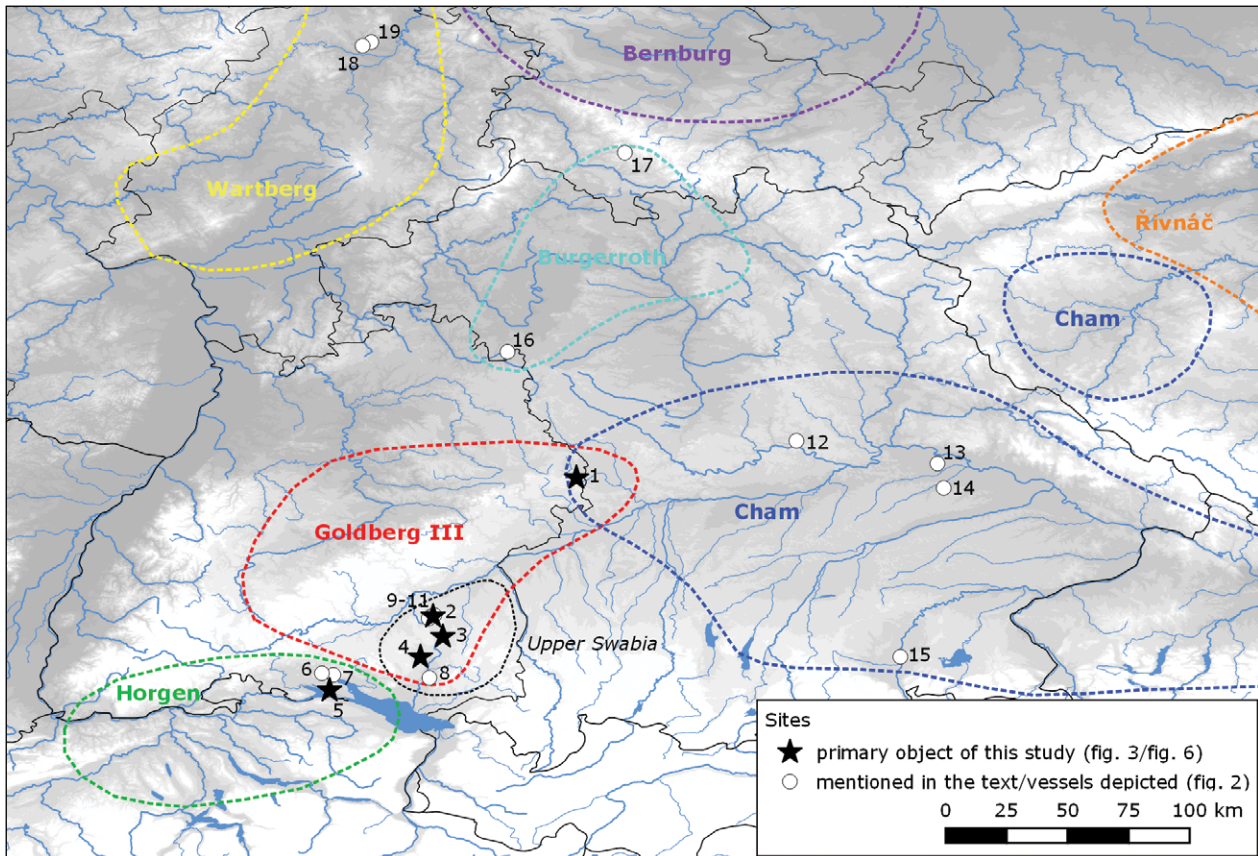 19
18
Bernburg
17
Wartberg
Řivnáč
Burgerroth
Cham
16
12
13
1
14
Goldberg III
Cham
9-11
2
3
4
Upper Swabia
15
6
7
8
Horgen
5
Sites
primary object of this study (fig. 3/fig. 6)
mentioned in the text/vessels depicted (fig. 2)
0 25 50 75 100 km